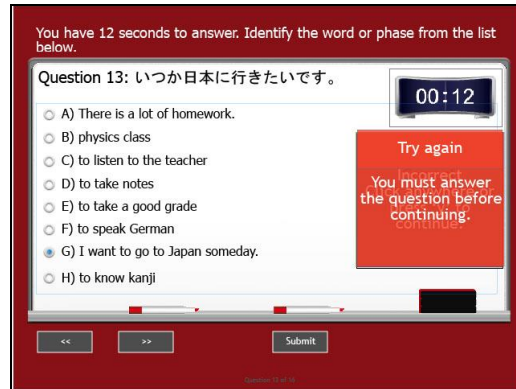 You have 12 seconds to answer. Identify the word or phase from the list
below.
Question 13: いつか日本に行きたいです。
00:12
A) There is a lot of homework.
B) physics class
C) to listen to the teacher
D) to take notes
E) to take a good grade
F) to speak German
G) I want to go to Japan someday.
H) to know kanji
Try again
You must answer
the question before
continuing.
<< >> Submit